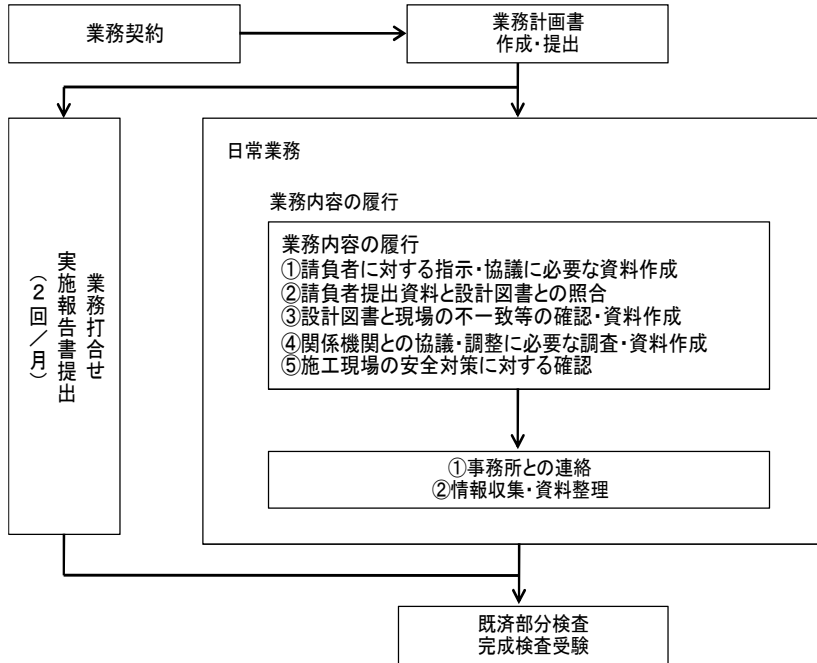 業務契約
業務計画書
作成・提出
業務打合せ
実施報告書提出
（2回／月）
日常業務
業務内容の履行
業務内容の履行
①請負者に対する指示・協議に必要な資料作成
②請負者提出資料と設計図書との照合
③設計図書と現場の不一致等の確認・資料作成
④関係機関との協議・調整に必要な調査・資料作成
⑤施工現場の安全対策に対する確認
①事務所との連絡
②情報収集・資料整理
既済部分検査
完成検査受験